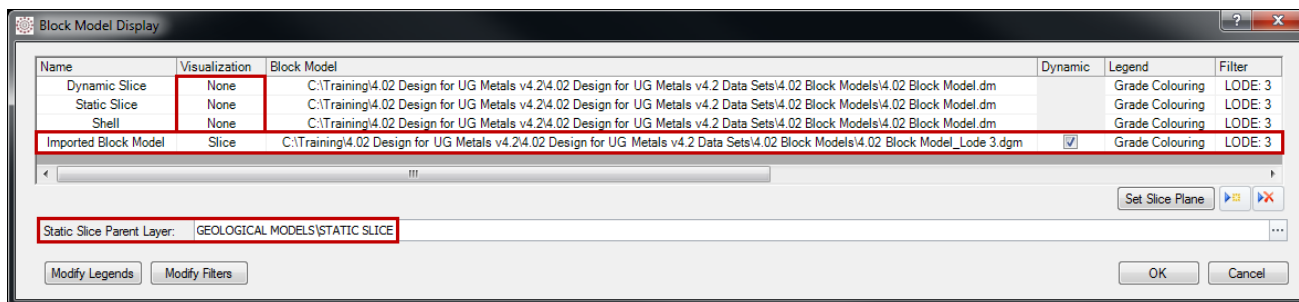 Block Model Display
Name Visualization Block Model Dynamic Legend Filter
Dynamic Slice None C:\Training\4.02 Design for UG Metals v4.2\4.02 Design for UG Metals v4.2 Data Sets\4.02 Block Models\4.02 Block Model.dm Grade Colouring LODE: 3
Static Slice None C:\Training\4.02 Design for UG Metals v4.2\4.02 Design for UG Metals v4.2 Data Sets\4.02 Block Models\4.02 Block Model.dm Grade Colouring LODE: 3
Shell None C:\Training\4.02 Design for UG Metals v4.2\4.02 Design for UG Metals v4.2 Data Sets\4.02 Block Models\4.02 Block Model.dm Grade Colouring LODE: 3
Imported Block Model Slice C:\Training\4.02 Design for UG Metals v4.2\4.02 Design for UG Metals v4.2 Data Sets\4.02 Block Models\4.02 Block Model_Lode 3.dgm Grade Colouring LODE: 3
Set Slice Plane
Static Slice Parent Layer: GEOLOGICAL MODELS\STATIC SLICE ...
Modify Legends Modify Filters OK Cancel